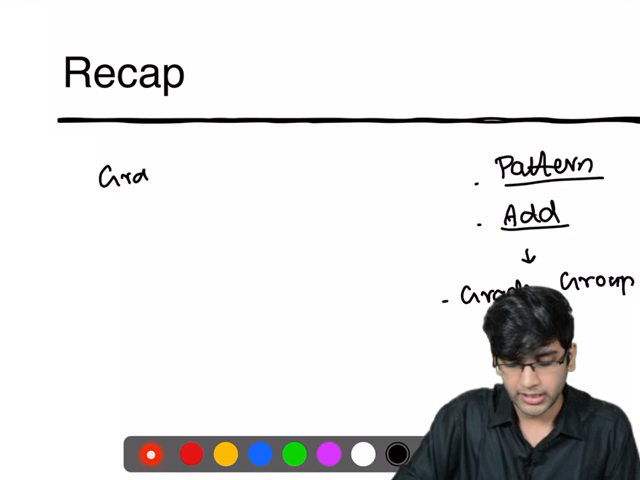 Recap
Gra
. Pattern
. Add
↓
- Group